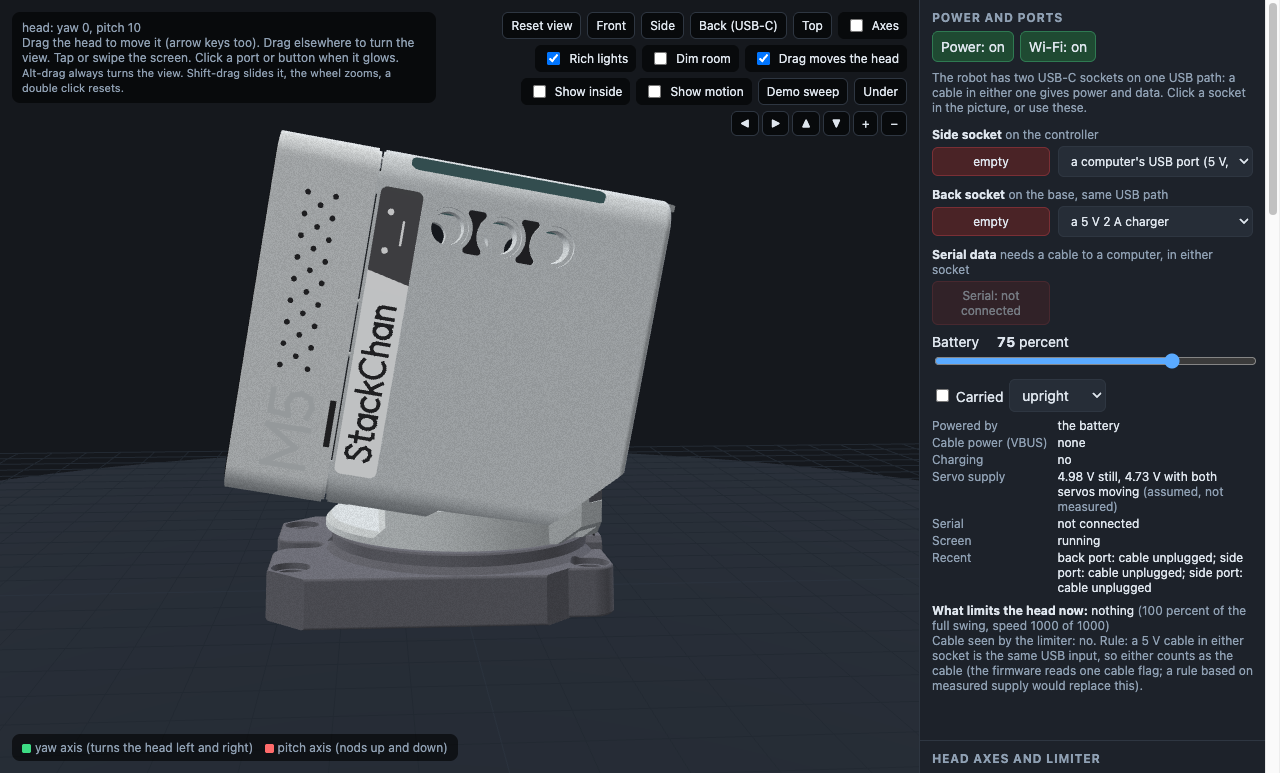 head: yaw 0, pitch 10
Drag the head to move it (arrow keys too). Drag elsewhere to turn the
view. Tap or swipe the screen. Click a port or button when it glows.
Alt-drag always turns the view. Shift-drag slides it, the wheel zooms, a
double click resets.
Reset view
Front
Side
Back (USB-C)
Top
Axes
Rich lights
Dim room
Drag moves the head
Show inside
Show motion
Demo sweep
Under
◀ ▶ ▲ ▼ + −
M5
StackChan
yaw axis (turns the head left and right)
pitch axis (nods up and down)
POWER AND PORTS
Power: on
Wi-Fi: on
The robot has two USB-C sockets on one USB path: a
cable in either one gives power and data. Click a socket
in the picture, or use these.
Side socket on the controller
empty
a computer's USB port (5 V,
Back socket on the base, same USB path
empty
a 5 V 2 A charger
Serial data needs a cable to a computer, in either
socket
Serial: not
connected
Battery 75 percent
Carried
upright
Powered by the battery
Cable power (VBUS) none
Charging no
Servo supply 4.98 V still, 4.73 V with both
servos moving (assumed, not
measured)
Serial not connected
Screen running
Recent back port: cable unplugged; side
port: cable unplugged; side port:
cable unplugged
What limits the head now: nothing (100 percent of the
full swing, speed 1000 of 1000)
Cable seen by the limiter: no. Rule: a 5 V cable in either
socket is the same USB input, so either counts as the
cable (the firmware reads one cable flag; a rule based on
measured supply would replace this).
HEAD AXES AND LIMITER